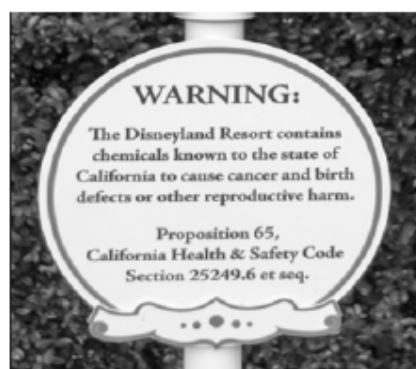 WARNING:
The Disneyland Resort contains
chemicals known to the state of
California to cause cancer and birth
defects or other reproductive harm.
Proposition 65,
California Health & Safety Code
Section 25249.6 et seq.